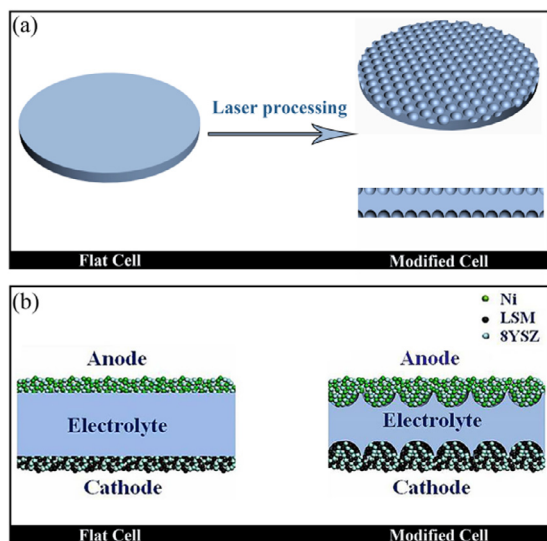 (a)
Laser processing
Flat Cell
Modified Cell
(b)
Ni
LSM
8YSZ
Anode
Anode
Electrolyte
Electrolyte
Cathode
Cathode
Flat Cell
Modified Cell